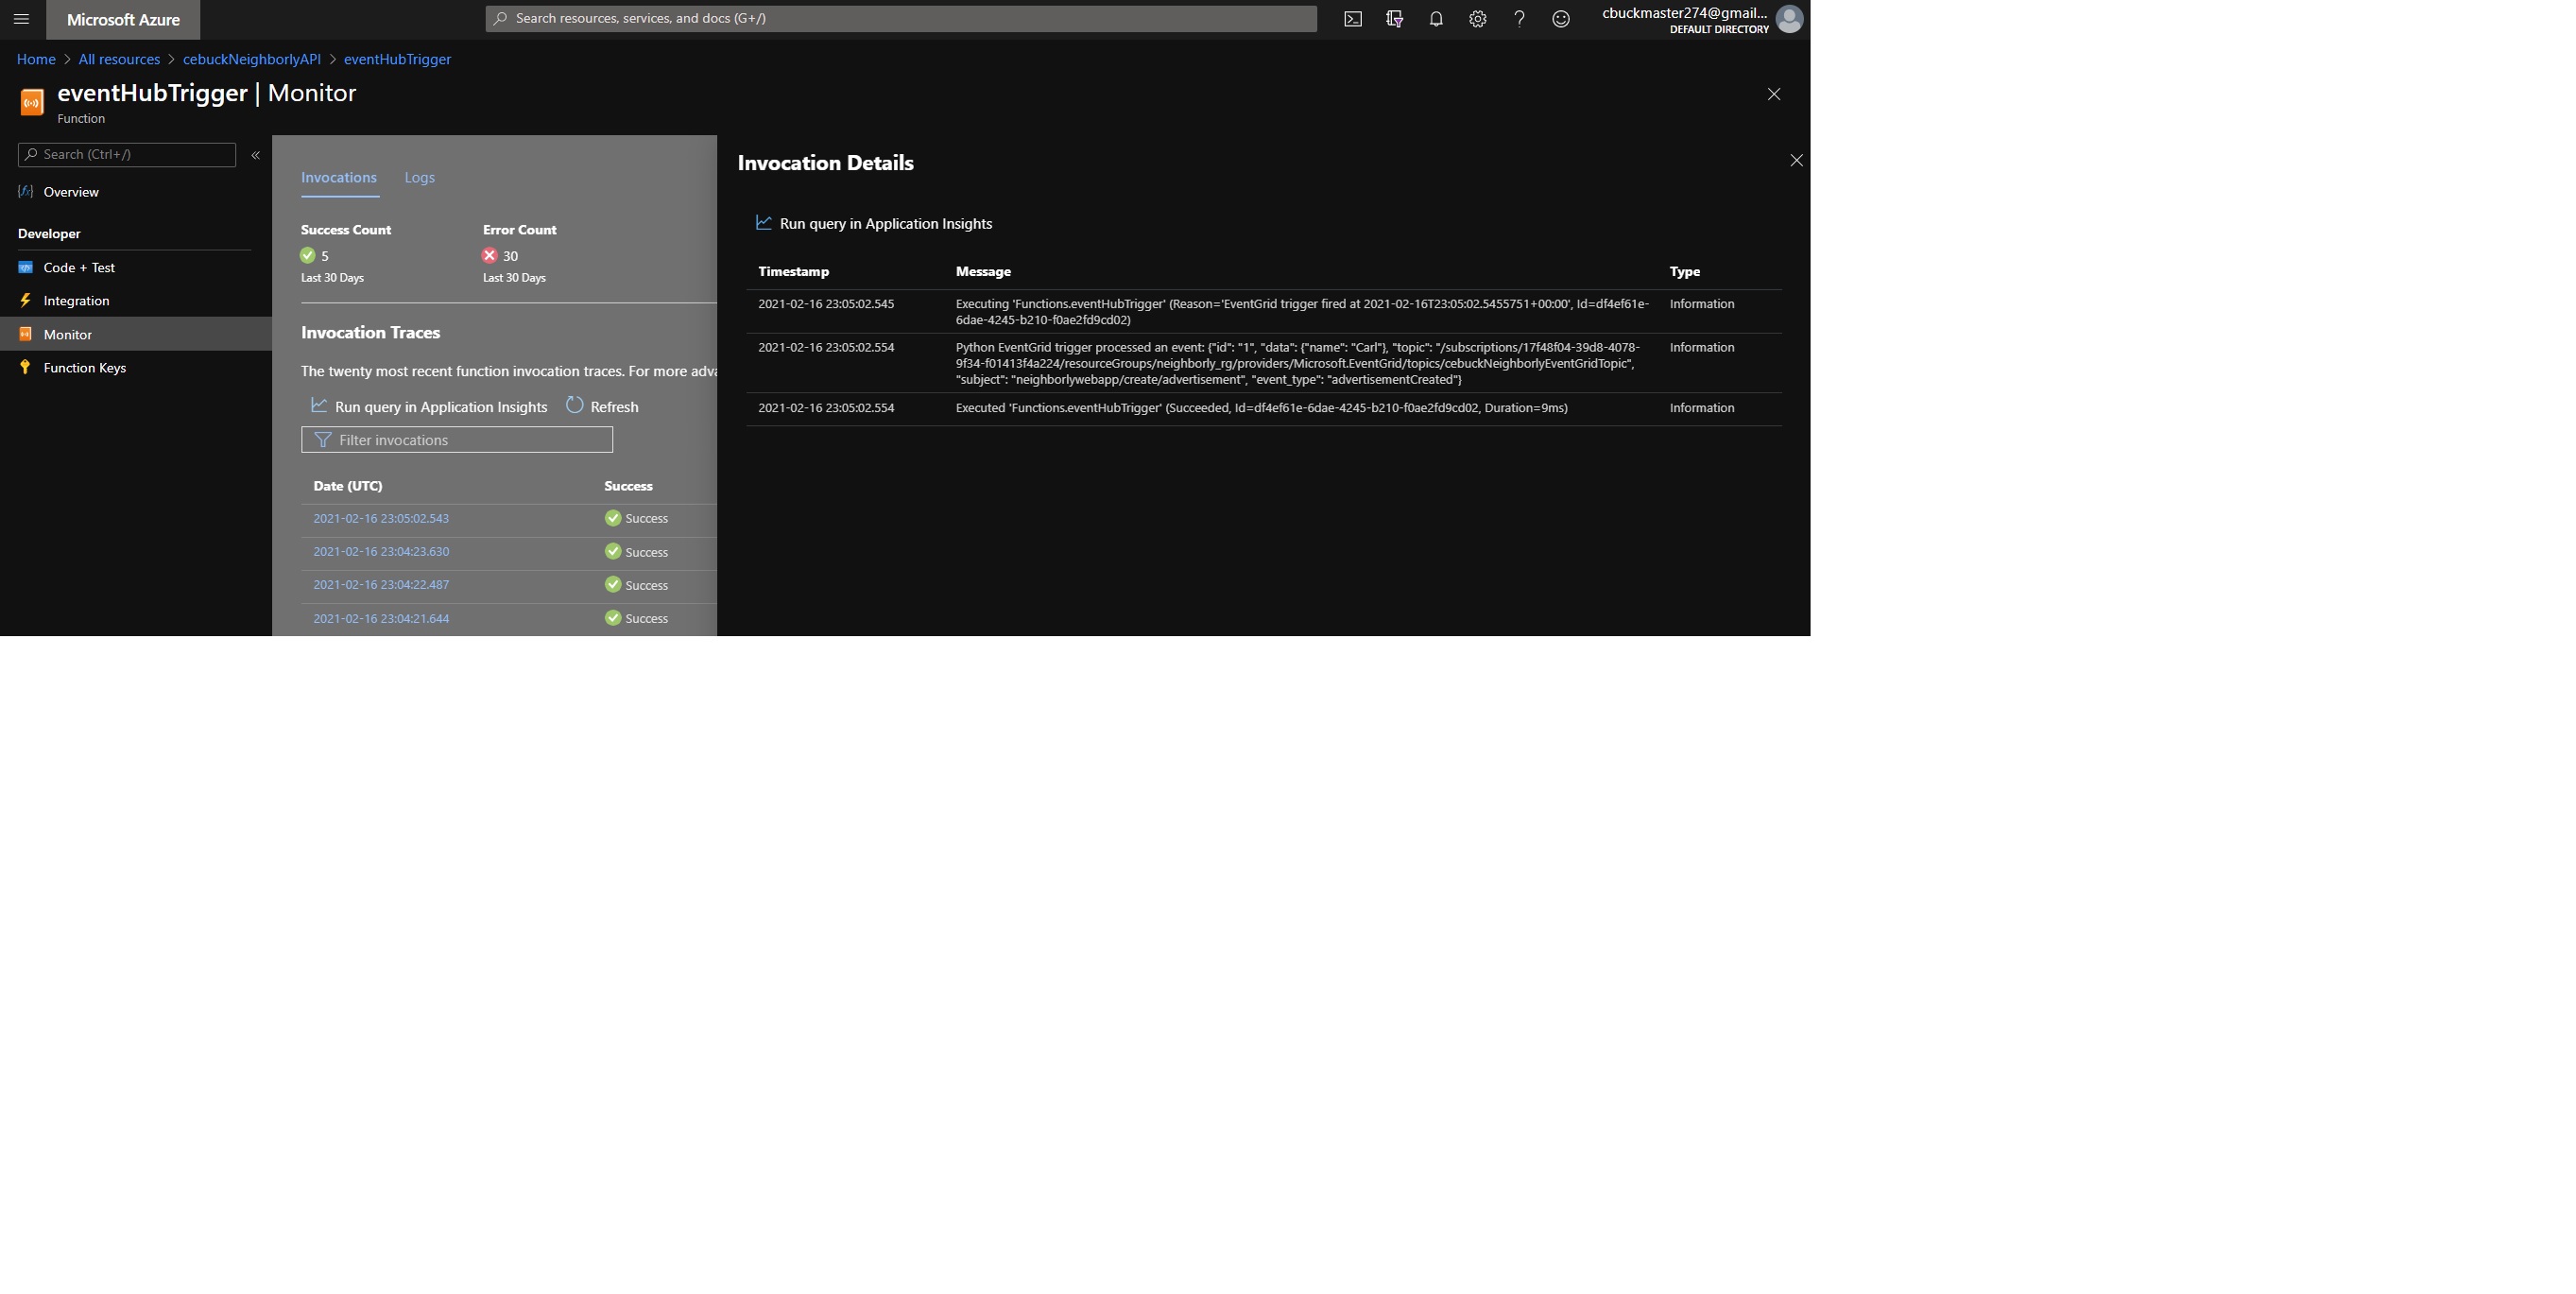 Microsoft Azure
Search resources, services, and docs (G+/)
cbuckmaster274@gmail...
DEFAULT DIRECTORY
Home > All resources > cebuckNeighborlyAPI > eventHubTrigger
eventHubTrigger | Monitor
Function
Search (Ctrl+/)
«
Overview
Developer
Code + Test
Integration
Monitor
Function Keys
Invocations Logs
Success Count Error Count
5 30
Last 30 Days Last 30 Days
Invocation Traces
The twenty most recent function invocation traces. For more adva
Run query in Application Insights Refresh
Filter invocations
Date (UTC) Success
2021-02-16 23:05:02.543 Success
2021-02-16 23:04:23.630 Success
2021-02-16 23:04:22.487 Success
2021-02-16 23:04:21.644 Success
Invocation Details
Run query in Application Insights
Timestamp Message Type
2021-02-16 23:05:02.545 Executing 'Functions.eventHubTrigger' (Reason='EventGrid trigger fired at 2021-02-16T23:05:02.5455751+00:00', Id=df4ef61e- Information
6dae-4245-b210-f0ae2fd9cd02)
2021-02-16 23:05:02.554 Python EventGrid trigger processed an event: {"id": "1", "data": {"name": "Carl"}, "topic": "/subscriptions/17f48f04-39d8-4078- Information
9f34-f01413f4a224/resourceGroups/neighborly_rg/providers/Microsoft.EventGrid/topics/cebuckNeighborlyEventGridTopic",
"subject": "neighborlywebapp/create/advertisement", "event_type": "advertisementCreated"}
2021-02-16 23:05:02.554 Executed 'Functions.eventHubTrigger' (Succeeded, Id=df4ef61e-6dae-4245-b210-f0ae2fd9cd02, Duration=9ms) Information